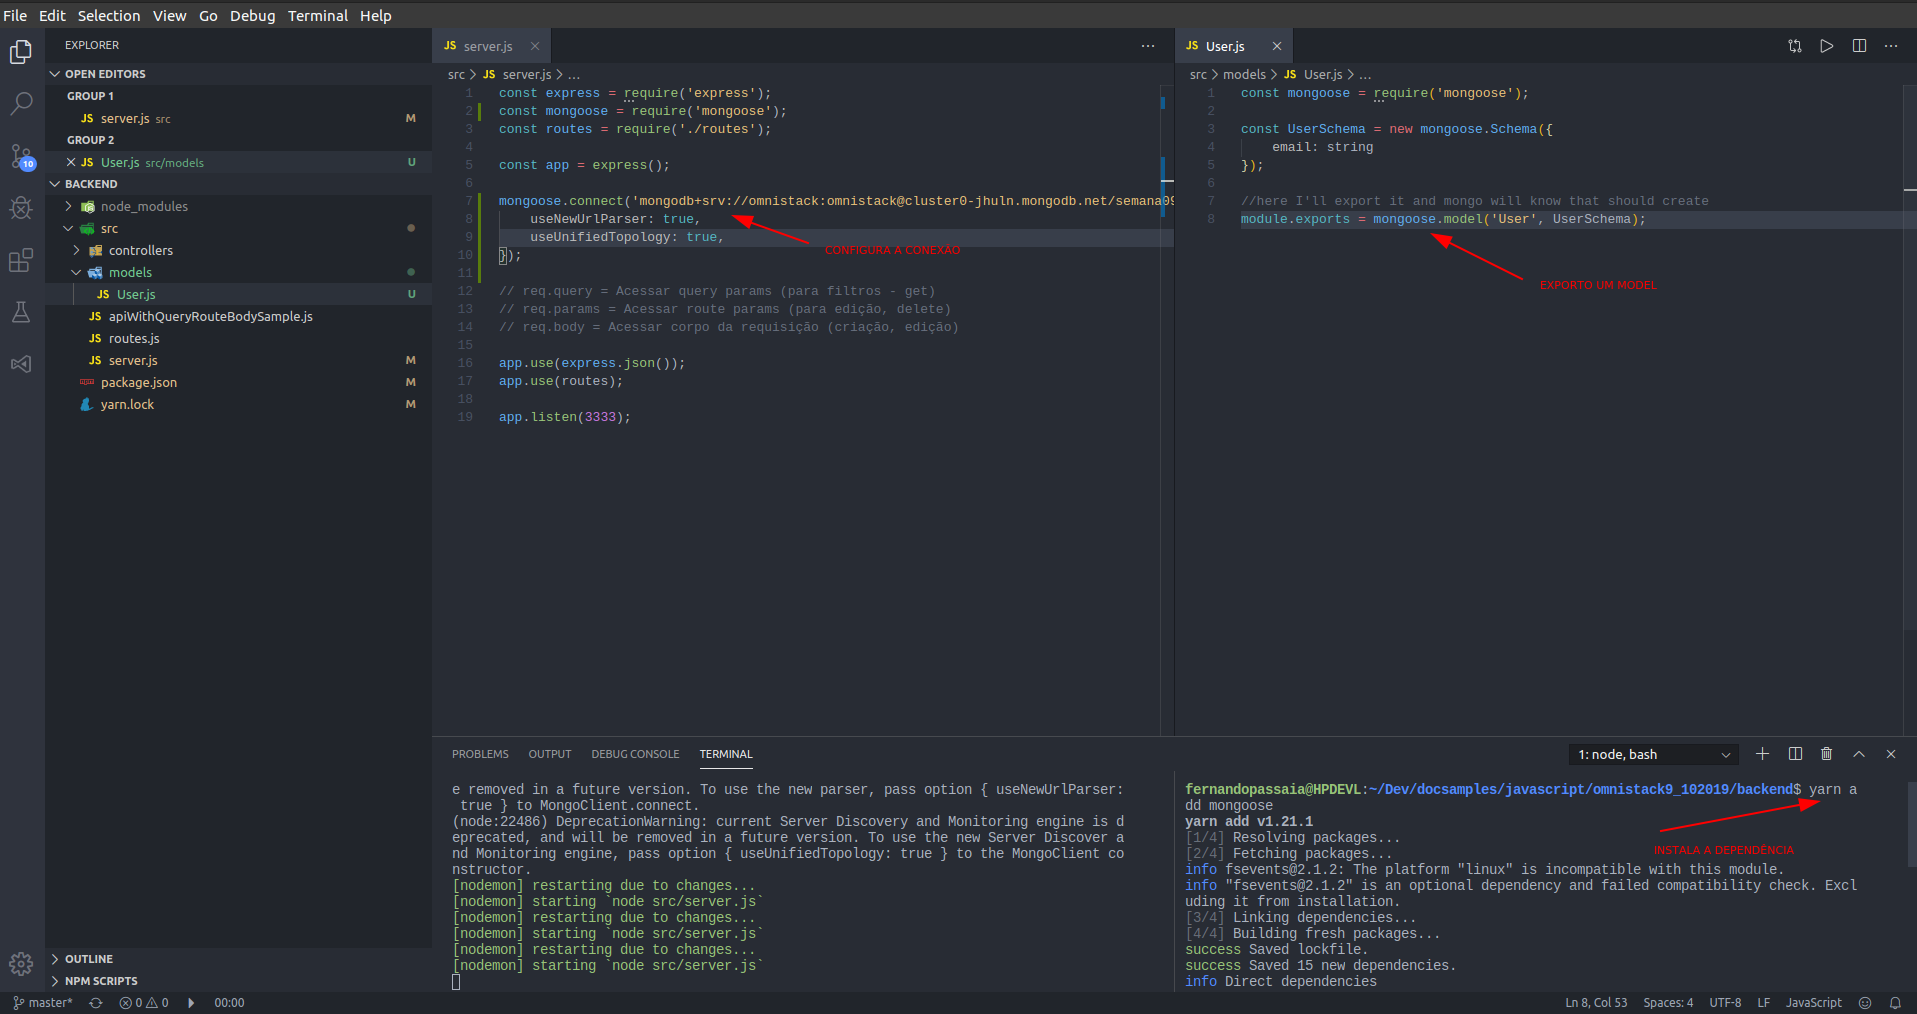 File Edit Selection View Go Debug Terminal Help
EXPLORER
OPEN EDITORS
GROUP 1
JS server.js src M
GROUP 2
JS User.js src/models U
BACKEND
node_modules
src
controllers
models
JS User.js U
JS apiWithQueryRouteBodySample.js
JS routes.js
JS server.js M
package.json M
yarn.lock M
OUTLINE
NPM SCRIPTS
10
JS server.js
src > JS server.js > ...
1 const express = require('express');
2 const mongoose = require('mongoose');
3 const routes = require('./routes');
4
5 const app = express();
6
7 mongoose.connect('mongodb+srv://omnistack:omnistack@cluster0-jhuln.mongodb.net/semana09
8 useNewUrlParser: true,
9 useUnifiedTopology: true,
10 });
11
12 // req.query = Acessar query params (para filtros - get)
13 // req.params = Acessar route params (para edição, delete)
14 // req.body = Acessar corpo da requisição (criação, edição)
15
16 app.use(express.json());
17 app.use(routes);
18
19 app.listen(3333);
CONFIGURA A CONEXÃO
JS User.js
src > models > JS User.js > ...
1 const mongoose = require('mongoose');
2
3 const UserSchema = new mongoose.Schema({
4 email: string
5 });
6
7 //here I'll export it and mongo will know that should create
8 module.exports = mongoose.model('User', UserSchema);
EXPORTO UM MODEL
PROBLEMS OUTPUT DEBUG CONSOLE TERMINAL
1: node, bash
e removed in a future version. To use the new parser, pass option { useNewUrlParser:
true } to MongoClient.connect.
(node:22486) DeprecationWarning: current Server Discovery and Monitoring engine is d
eprecated, and will be removed in a future version. To use the new Server Discover a
nd Monitoring engine, pass option { useUnifiedTopology: true } to the MongoClient co
nstructor.
[nodemon] restarting due to changes...
[nodemon] starting `node src/server.js`
[nodemon] restarting due to changes...
[nodemon] starting `node src/server.js`
[nodemon] restarting due to changes...
[nodemon] starting `node src/server.js`
fernandopassaia@HPDEVL:~/Dev/docsamples/javascript/omnistack9_102019/backend$ yarn a
dd mongoose
yarn add v1.21.1
[1/4] Resolving packages...
[2/4] Fetching packages...
info fsevents@2.1.2: The platform "linux" is incompatible with this module.
info "fsevents@2.1.2" is an optional dependency and failed compatibility check. Excl
uding it from installation.
[3/4] Linking dependencies...
[4/4] Building fresh packages...
success Saved lockfile.
success Saved 15 new dependencies.
info Direct dependencies
INSTALA A DEPENDÊNCIA
master* 0 0 00:00
Ln 8, Col 53 Spaces: 4 UTF-8 LF JavaScript